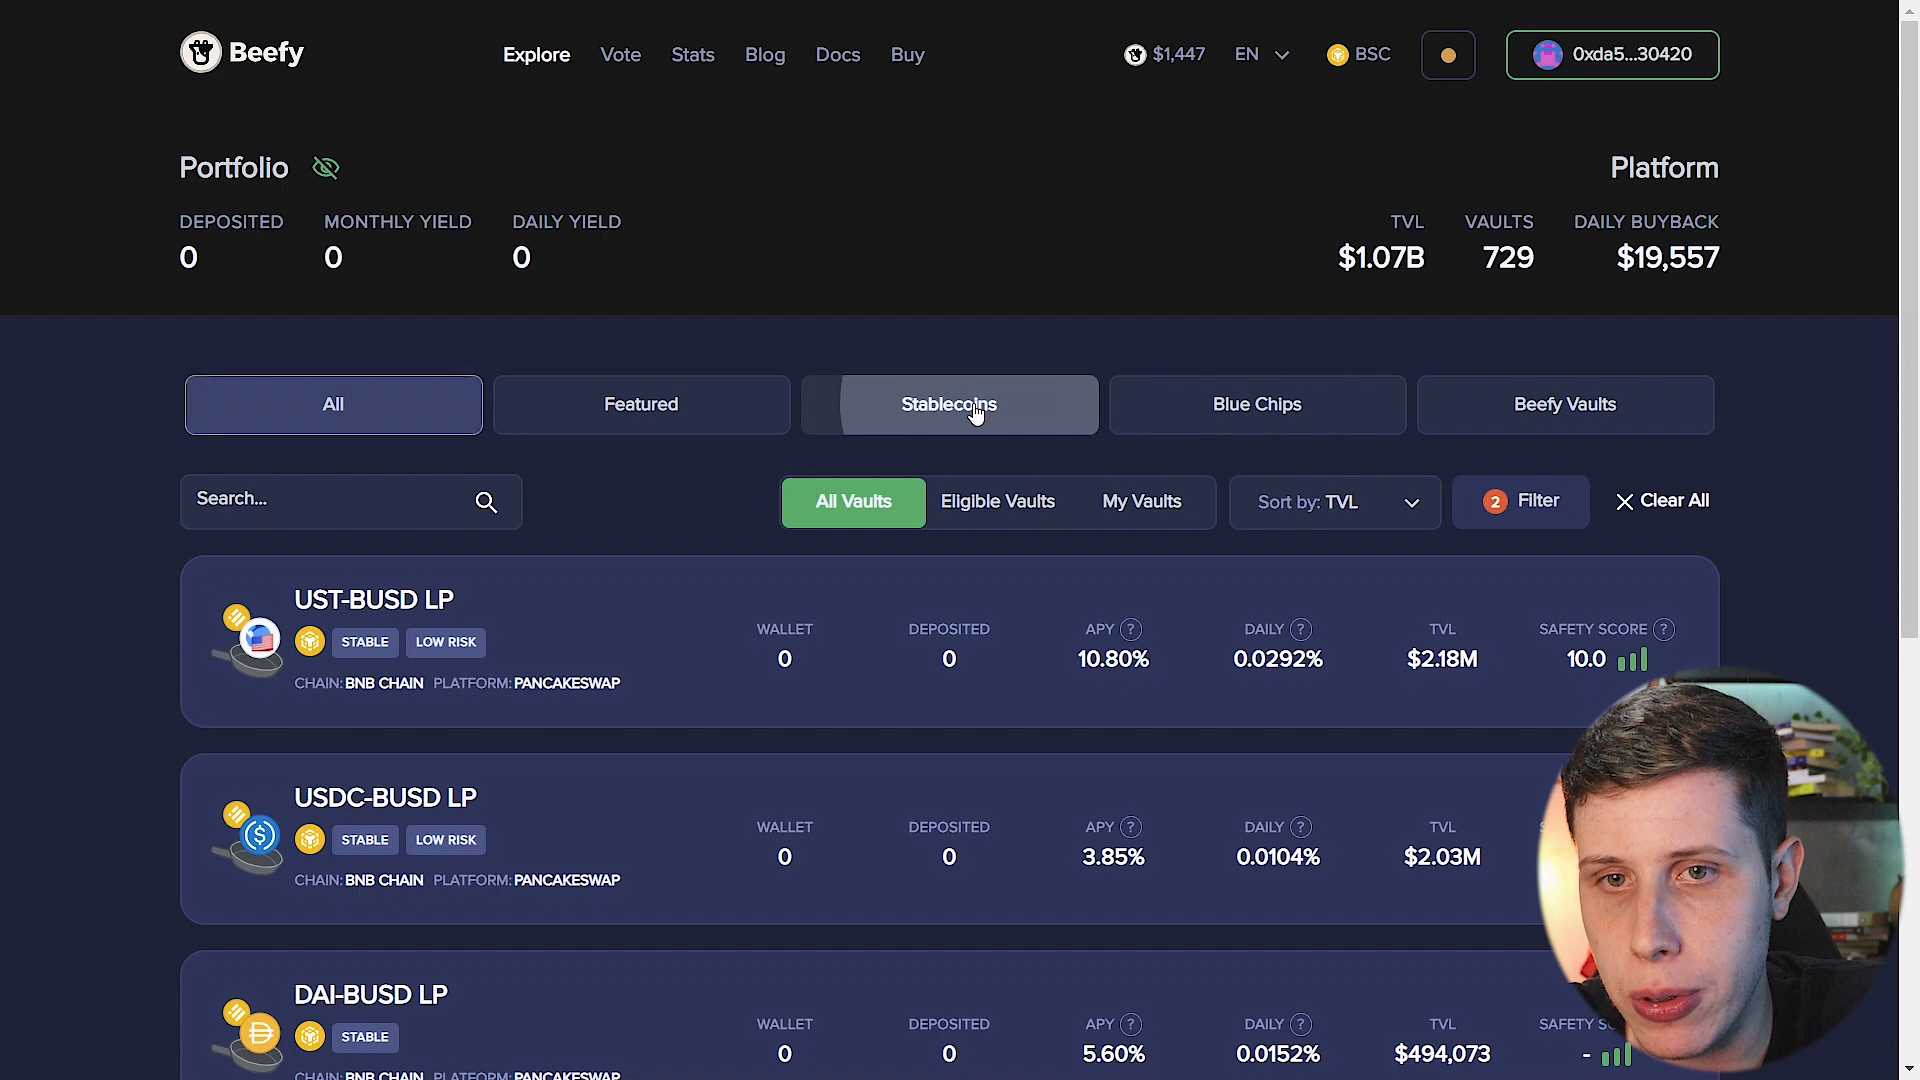 Beefy
Explore Vote Stats Blog Docs Buy
$1,447 EN BSC 0xda5...30420
Portfolio
Platform
DEPOSITED MONTHLY YIELD DAILY YIELD
TVL VAULTS DAILY BUYBACK
0 0 0
$1.07B 729 $19,557
All Featured Stablecoins Blue Chips Beefy Vaults
Search...
All Vaults Eligible Vaults My Vaults
Sort by: TVL
2 Filter
Clear All
UST-BUSD LP
STABLE LOW RISK
CHAIN: BNB CHAIN PLATFORM: PANCAKESWAP
WALLET DEPOSITED APY ? DAILY ? TVL SAFETY SCORE ?
0 0 10.80% 0.0292% $2.18M 10.0
USDC-BUSD LP
STABLE LOW RISK
CHAIN: BNB CHAIN PLATFORM: PANCAKESWAP
WALLET DEPOSITED APY ? DAILY ? TVL
0 0 3.85% 0.0104% $2.03M
DAI-BUSD LP
STABLE
CHAIN: BNB CHAIN PLATFORM: PANCAKESWAP
WALLET DEPOSITED APY ? DAILY ? TVL SAFETY
0 0 5.60% 0.0152% $494,073 -